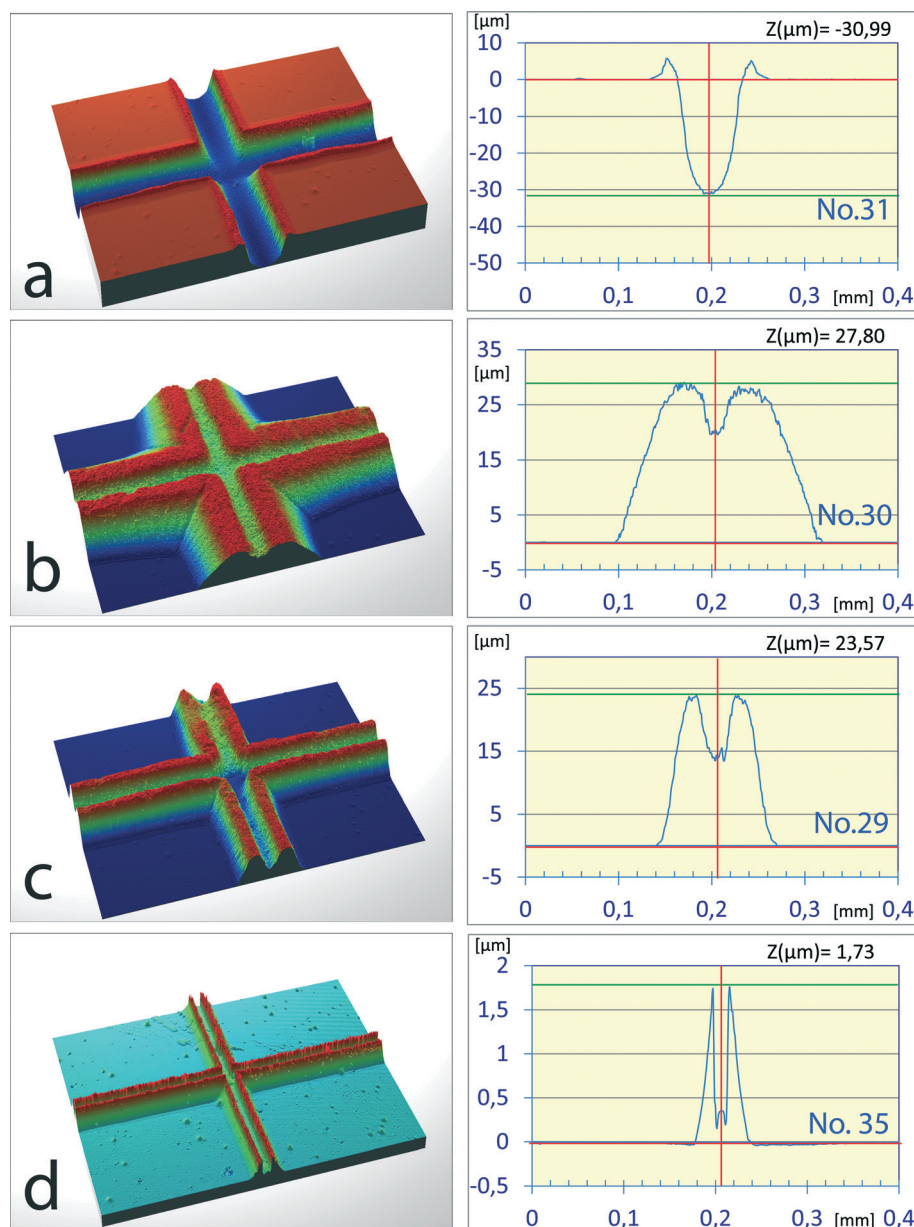 a
[µm]
Z(µm)= -30,99
10
0
-10
-20
-30
-40
-50
No.31
0 0,1 0,2 0,3 [mm] 0,4
b
Z(µm)= 27,80
35
[µm]
25
15
5
-5
No.30
0 0,1 0,2 0,3 [mm] 0,4
c
[µm]
Z(µm)= 23,57
25
15
5
-5
No.29
0 0,1 0,2 0,3 [mm] 0,4
d
[µm]
Z(µm)= 1,73
2
1,5
1
0,5
0
-0,5
No. 35
0 0,1 0,2 0,3 [mm] 0,4